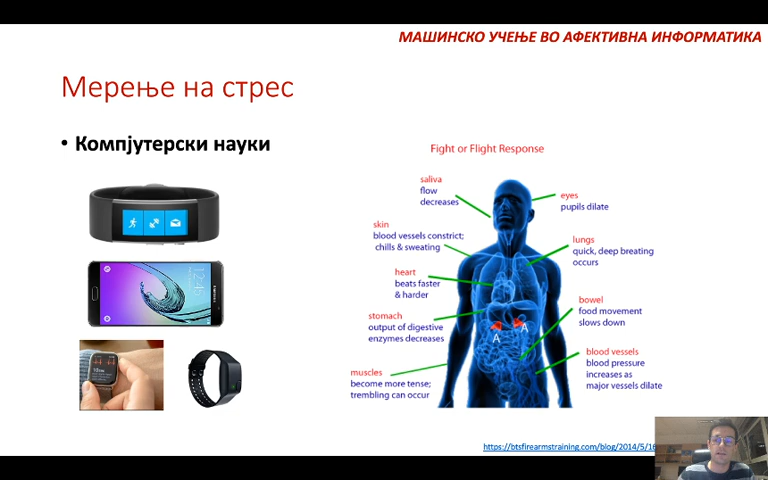 МАШИНСКО УЧЕЊЕ ВО АФЕКТИВНА ИНФОРМАТИКА
Мерење на стрес
• Компјутерски науки
Fight or Flight Response
saliva
flow
decreases
eyes
pupils dilate
skin
blood vessels constrict;
chills & sweating
lungs
quick, deep breating
occurs
heart
beats faster
& harder
bowel
food movement
slows down
stomach
output of digestive
enzymes decreases
A
A
blood vessels
blood pressure
increases as
major vessels dilate
muscles
become more tense;
trembling can occur
https://btsfirearmstraining.com/blog/2014/5/16